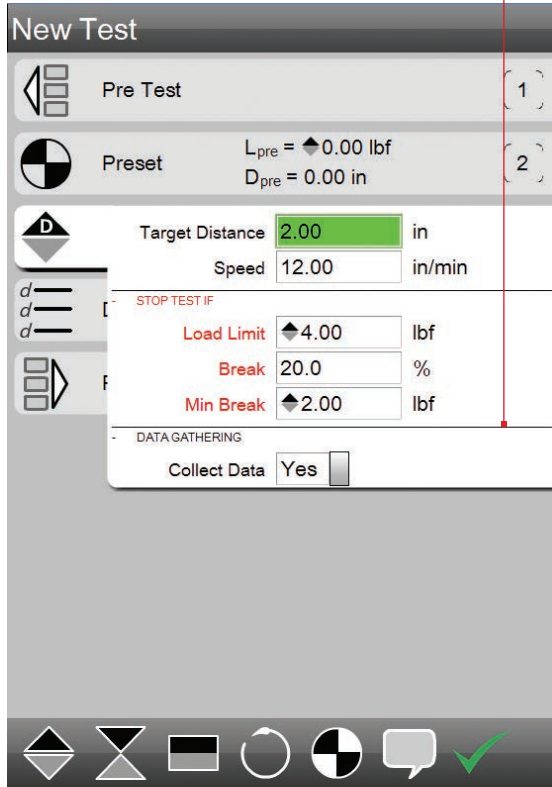 New Test
Pre Test 1
Preset Lpre = 0.00 lbf 2
Dpre = 0.00 in
D
Target Distance 2.00 in
Speed 12.00 in/min
d
d
d
- STOP TEST IF
Load Limit 4.00 lbf
Break 20.0 %
Min Break 2.00 lbf
- DATA GATHERING
Collect Data Yes